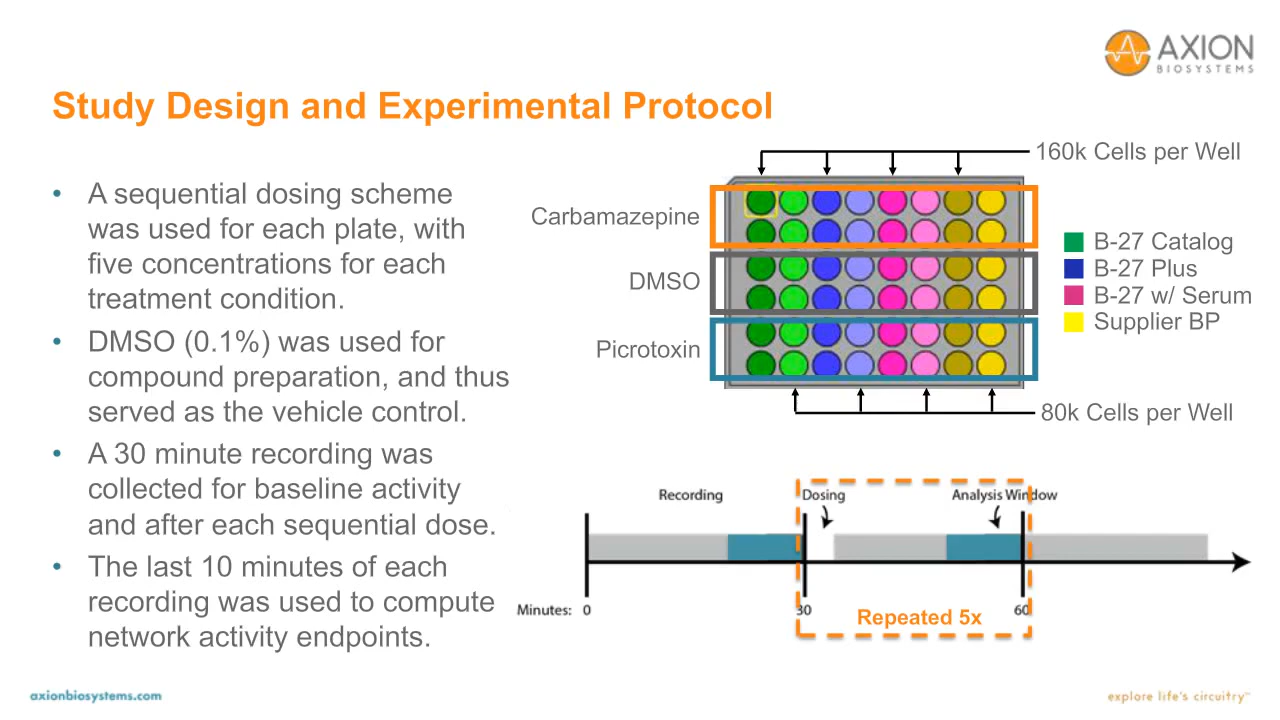 AXION
BIOSYSTEMS
Study Design and Experimental Protocol
• A sequential dosing scheme
was used for each plate, with
five concentrations for each
treatment condition.
• DMSO (0.1%) was used for
compound preparation, and thus
served as the vehicle control.
• A 30 minute recording was
collected for baseline activity
and after each sequential dose.
• The last 10 minutes of each
recording was used to compute
network activity endpoints.
160k Cells per Well
Carbamazepine
DMSO
Picrotoxin
B-27 Catalog
B-27 Plus
B-27 w/ Serum
Supplier BP
80k Cells per Well
Recording
Dosing
Analysis Window
Minutes: 0
30
60
Repeated 5x
axionbiosystems.com
explore life's circuitry™